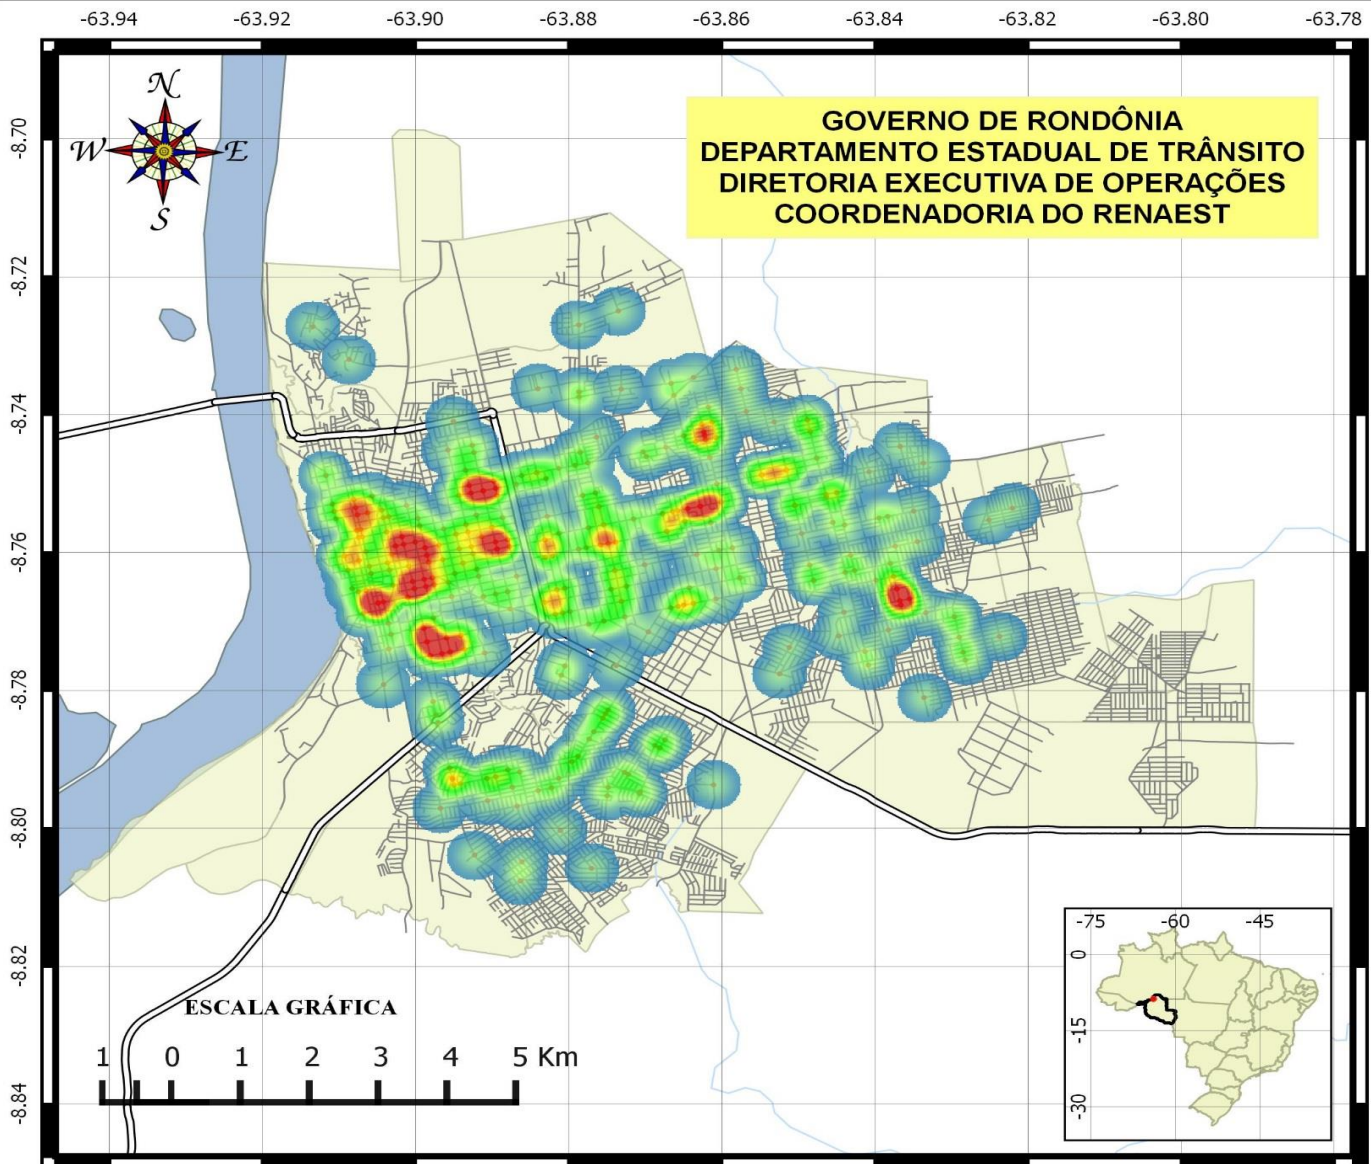 -63.94 -63.92 -63.90 -63.88 -63.86 -63.84 -63.82 -63.80 -63.78
N
W E
S
GOVERNO DE RONDÔNIA
DEPARTAMENTO ESTADUAL DE TRÂNSITO
DIRETORIA EXECUTIVA DE OPERAÇÕES
COORDENADORIA DO RENAEST
-8.70
-8.72
-8.74
-8.76
-8.78
-8.80
-8.82
-8.84
ESCALA GRÁFICA
1 0 1 2 3 4 5 Km
-75 -60 -45
0
-15
-30